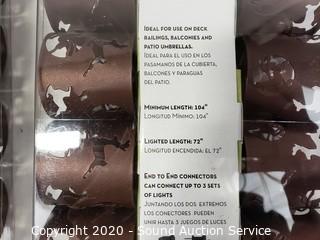 IDEAL FOR USE ON DECK
RAILINGS, BALCONIES AND
PATIO UMBRELLAS.
IDEAL PARA EL USO EN LOS
PASAMANOS DE LA CUBIERTA,
BALCONES Y PARAGUAS
DEL PATIO.
MINIMUM LENGTH: 104"
LONGITUD MÍNIMO: 104"
LIGHTED LENGTH: 72"
LONGITUD ENCENDIDA: EL 72"
END TO END CONNECTORS
CAN CONNECT UP TO 3 SETS
OF LIGHTS
JUNTANDO LOS DOS EXTREMOS
LOS CONECTORES PUEDEN
UNIR HASTA 3 JUEGOS DE LUCES
Copyright 2020 - Sound Auction Service